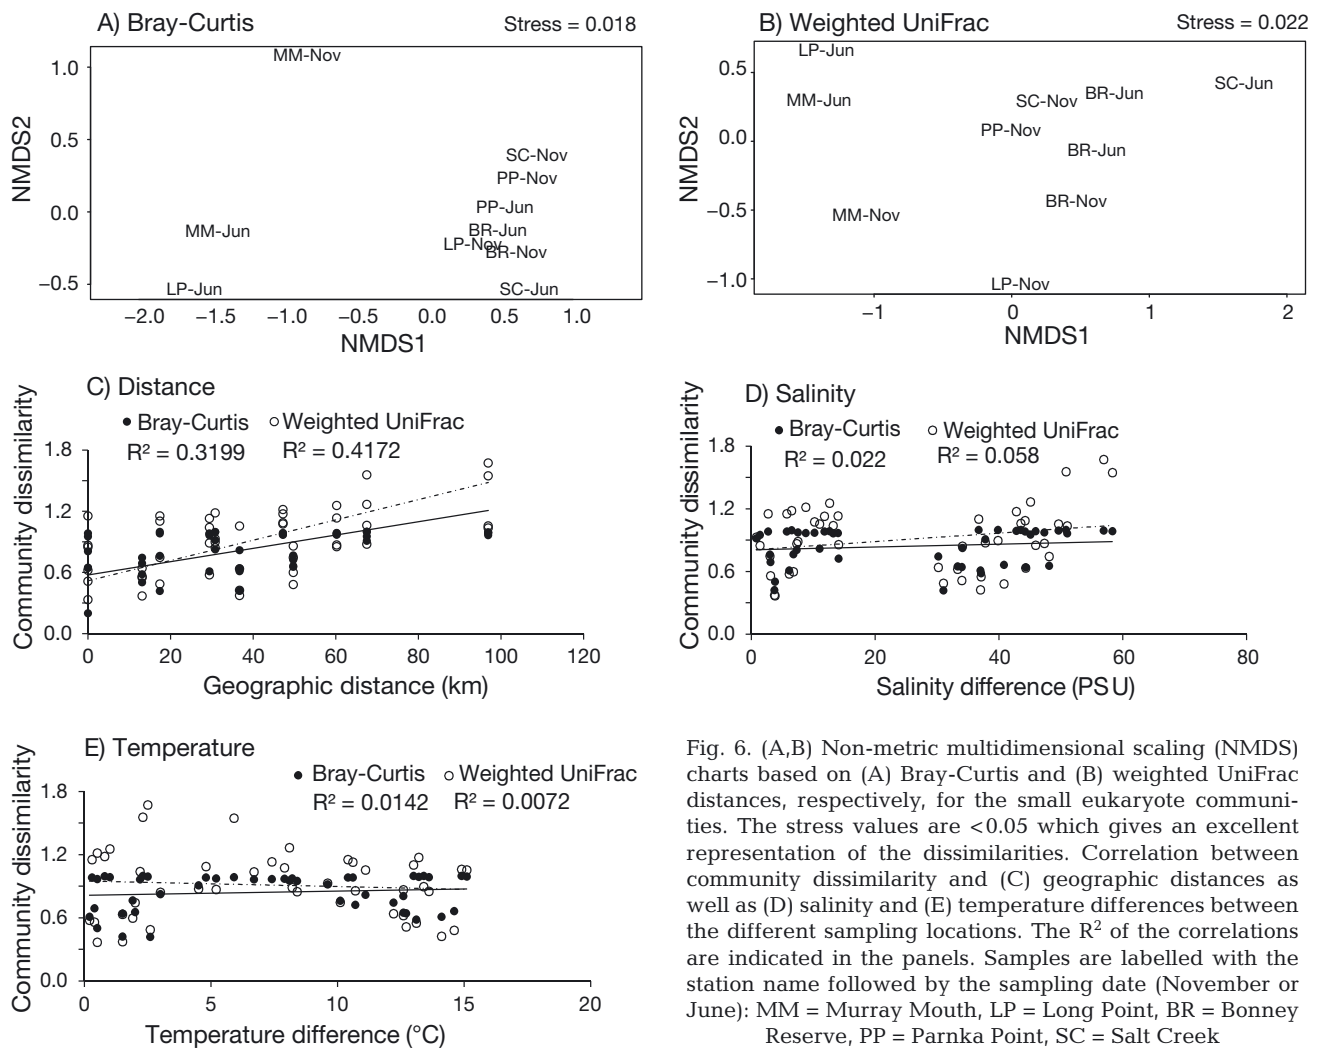 A) Bray-Curtis
Stress = 0.018
NMDS2
1.0
0.5
0.0
−0.5
MM-Nov
SC-Nov
PP-Nov
PP-Jun
MM-Jun
BR-Jun
LP-Nov
BR-Nov
LP-Jun
SC-Jun
−2.0 −1.5 −1.0 −0.5 0.0 0.5 1.0
NMDS1
B) Weighted UniFrac
Stress = 0.022
NMDS2
0.5
0.0
−0.5
−1.0
LP-Jun
SC-Jun
MM-Jun
SC-Nov
BR-Jun
PP-Nov
BR-Jun
BR-Nov
MM-Nov
LP-Nov
−1 0 1 2
NMDS1
C) Distance
Bray-Curtis Weighted UniFrac
R² = 0.3199 R² = 0.4172
Community dissimilarity
1.8
1.2
0.6
0.0
0 20 40 60 80 100 120
Geographic distance (km)
D) Salinity
Bray-Curtis Weighted UniFrac
R² = 0.022 R² = 0.058
Community dissimilarity
1.8
1.2
0.6
0.0
0 20 40 60 80
Salinity difference (PSU)
E) Temperature
Bray-Curtis Weighted UniFrac
R² = 0.0142 R² = 0.0072
Community dissimilarity
1.8
1.2
0.6
0.0
0 5 10 15 20
Temperature difference (°C)
Fig. 6. (A,B) Non-metric multidimensional scaling (NMDS)
charts based on (A) Bray-Curtis and (B) weighted UniFrac
distances, respectively, for the small eukaryote communi-
ties. The stress values are <0.05 which gives an excellent
representation of the dissimilarities. Correlation between
community dissimilarity and (C) geographic distances as
well as (D) salinity and (E) temperature differences between
the different sampling locations. The R² of the correlations
are indicated in the panels. Samples are labelled with the
station name followed by the sampling date (November or
June): MM = Murray Mouth, LP = Long Point, BR = Bonney
Reserve, PP = Parnka Point, SC = Salt Creek